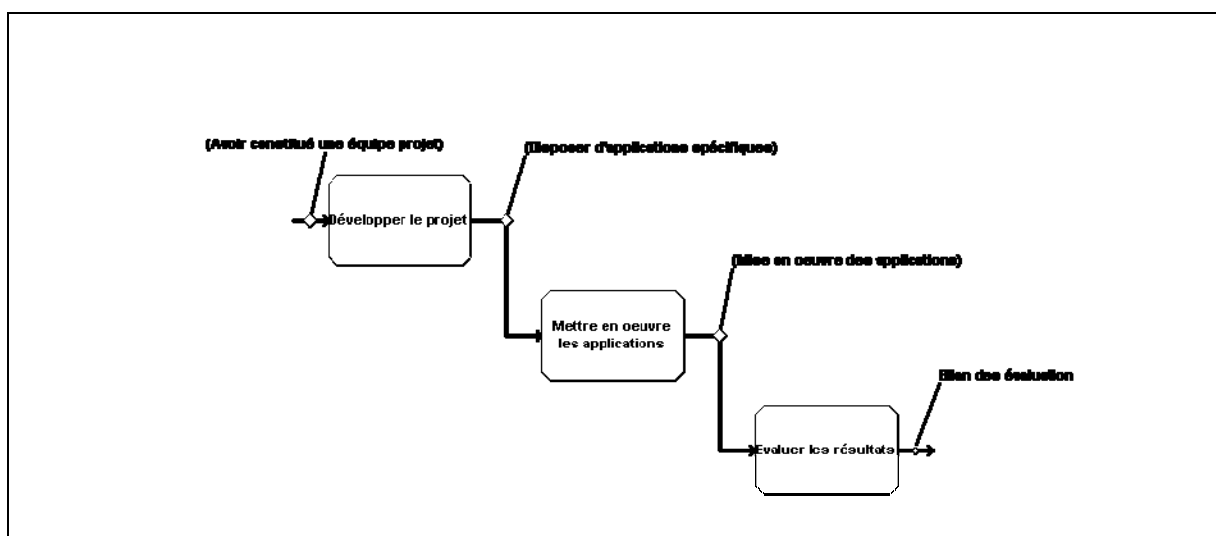 (Avoir constitué une équipe projet)
(Disposer d'applications spécifiques)
Développer le projet
(Mise en oeuvre des applications)
Mettre en oeuvre
les applications
Bilan des évaluation
Evaluer les résultats